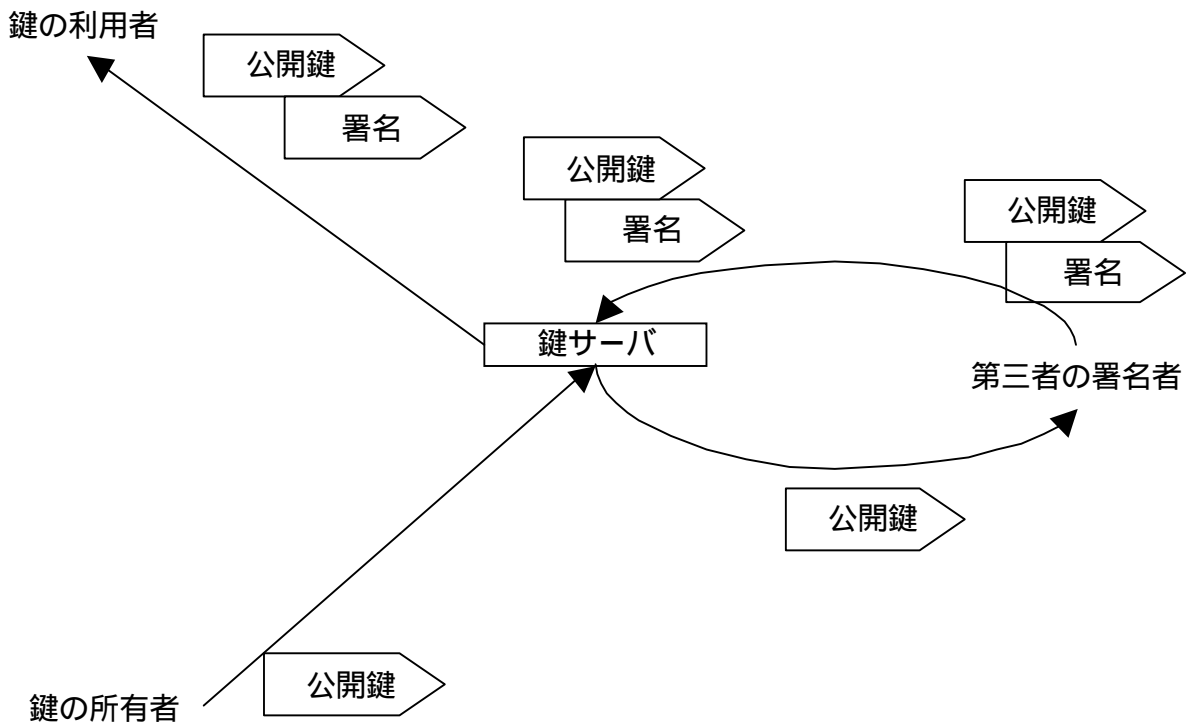 鍵の利用者
公開鍵
署名
公開鍵
署名
公開鍵
署名
鍵サーバ
第三者の署名者
公開鍵
公開鍵
鍵の所有者